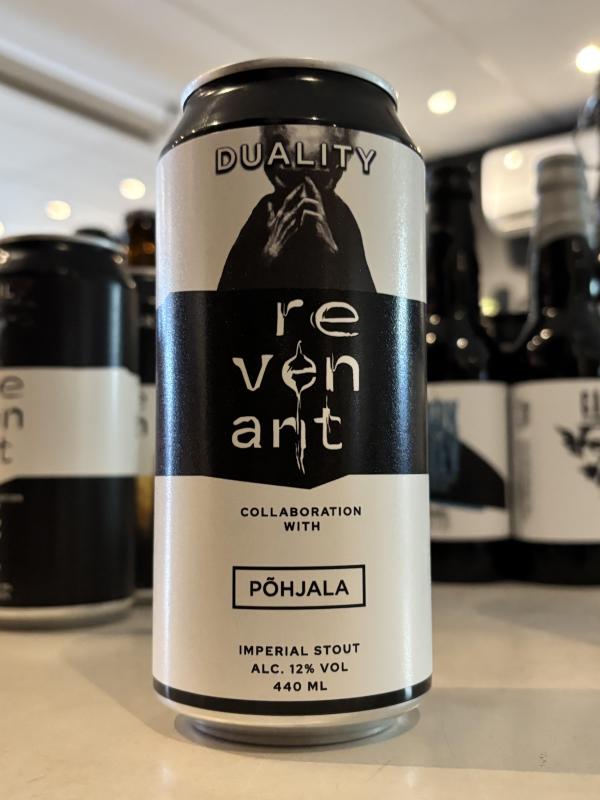 DUALITY
re
ven
ant
COLLABORATION
WITH
PÕHJALA
IMPERIAL STOUT
ALC. 12% VOL
440 ML
e
n
t